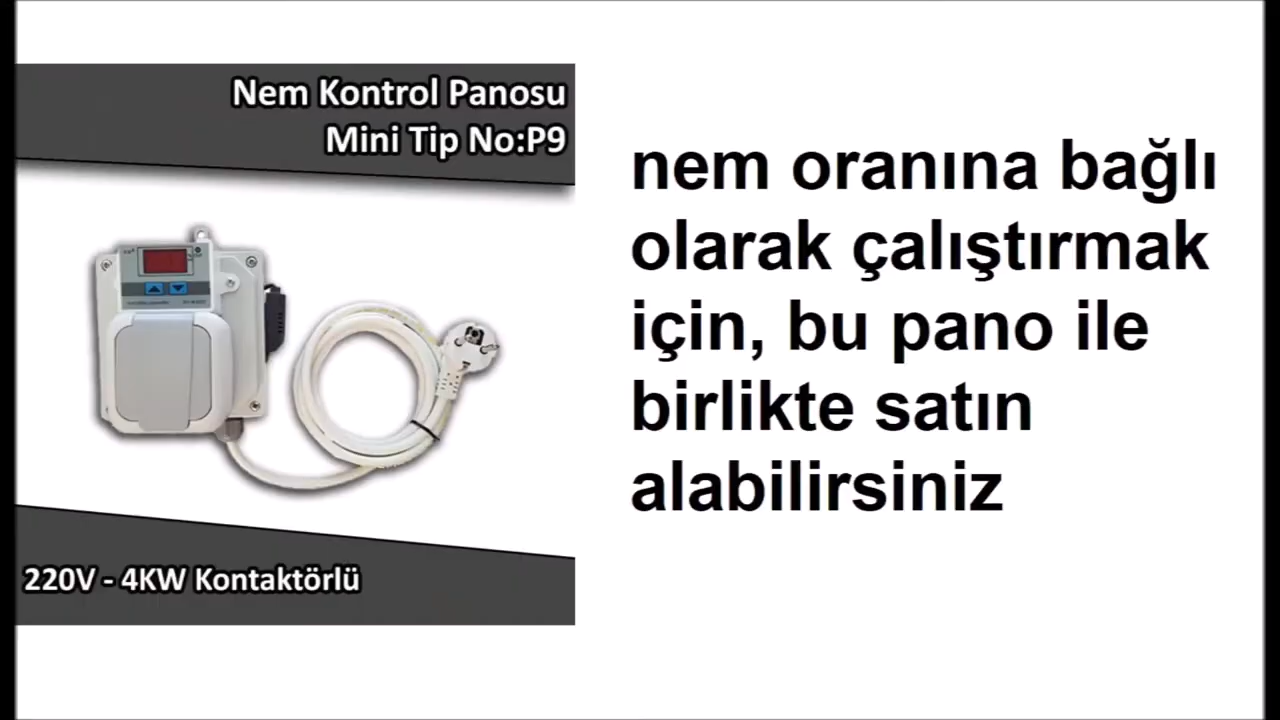 Nem Kontrol Panosu
Mini Tip No:P9
220V - 4KW Kontaktörlü
nem oranına bağlı
olarak çalıştırmak
için, bu pano ile
birlikte satın
alabilirsiniz